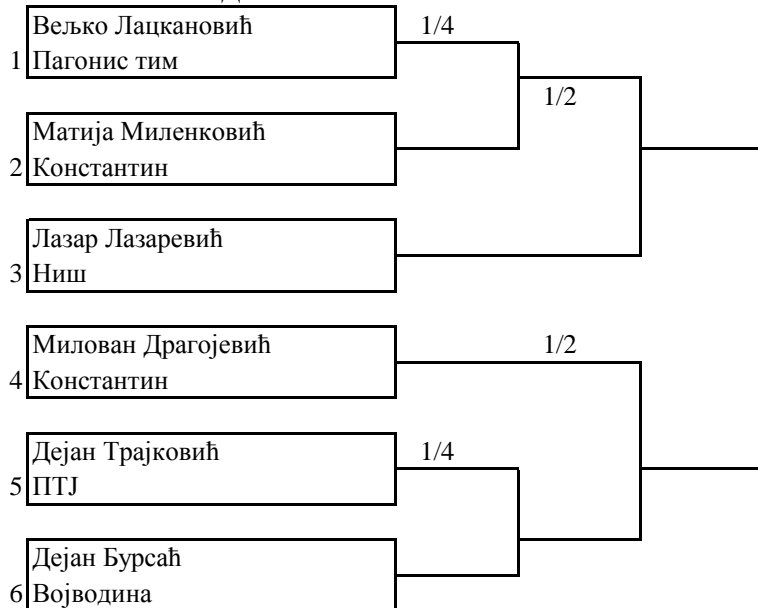 Вељко Лацкановић
1/4
1 Пагонис тим
1/2
Матија Миленковић
2 Константин
Лазар Лазаревић
3 Ниш
Милован Драгојевић
1/2
4 Константин
Дејан Трајковић
1/4
5 ПТЈ
Дејан Бурсаћ
6 Војводина